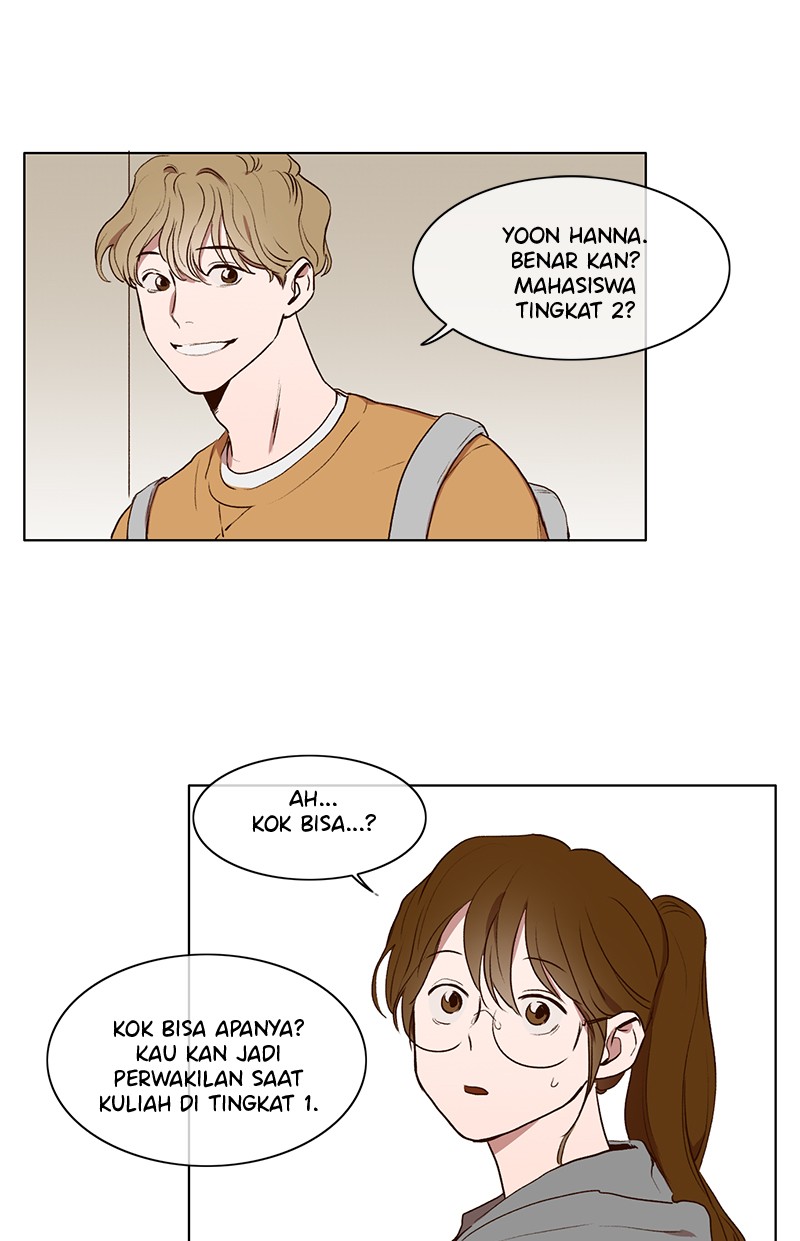 YOON HANNA.
BENAR KAN?
MAHASISWA
TINGKAT 2?
AH...
KOK BISA...?
KOK BISA APANYA?
KAU KAN JADI
PERWAKILAN SAAT
KULIAH DI TINGKAT 1.